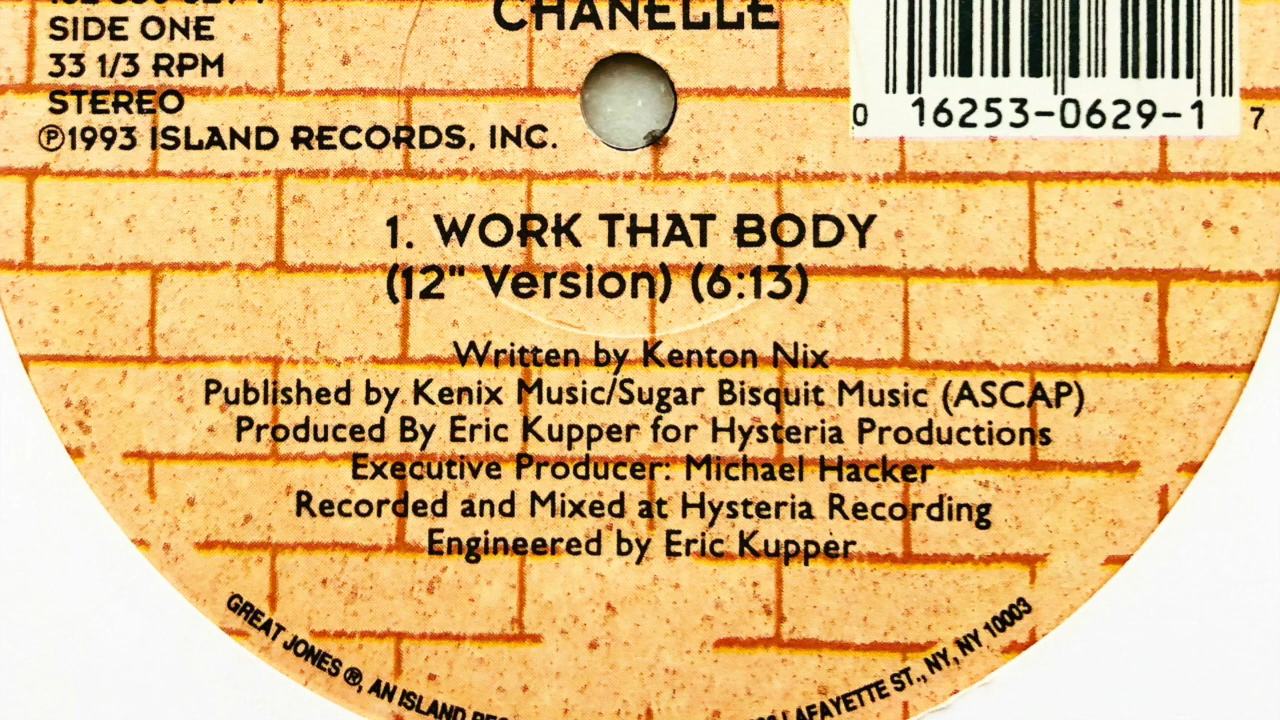 CHANELLE
SIDE ONE
33 1/3 RPM
STEREO
℗1993 ISLAND RECORDS, INC.
0 16253-0629-1 7
1. WORK THAT BODY
(12" Version) (6:13)
Written by Kenton Nix
Published by Kenix Music/Sugar Bisquit Music (ASCAP)
Produced By Eric Kupper for Hysteria Productions
Executive Producer: Michael Hacker
Recorded and Mixed at Hysteria Recording
Engineered by Eric Kupper
GREAT JONES ®, AN ISLAND
LAFAYETTE ST., NY, NY 10003